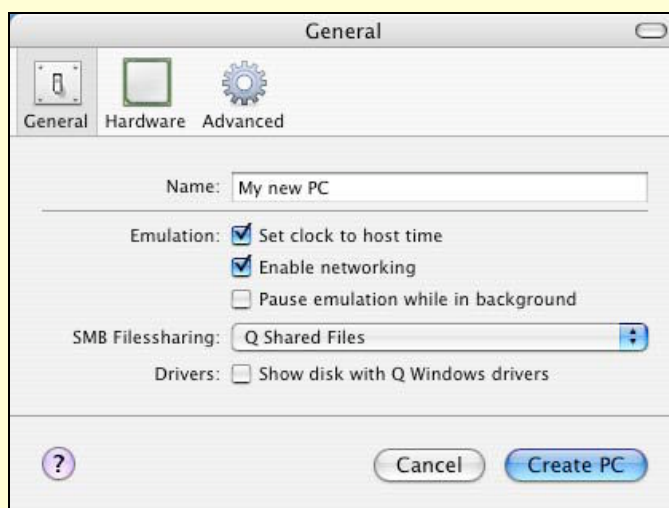 General
General Hardware Advanced
Name: My new PC
Emulation: Set clock to host time
Enable networking
Pause emulation while in background
SMB Filessharing: Q Shared Files
Drivers: Show disk with Q Windows drivers
? Cancel Create PC